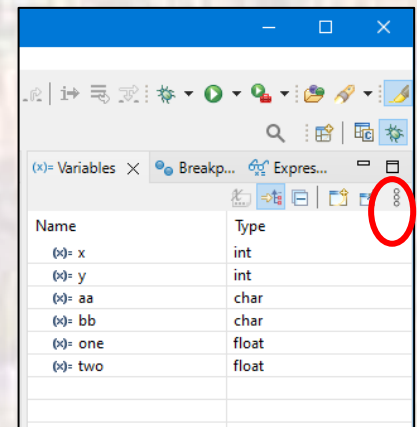 (x)= Variables × Breakp... Expres...
Name Type
(x)= x int
(x)= y int
(x)= aa char
(x)= bb char
(x)= one float
(x)= two float